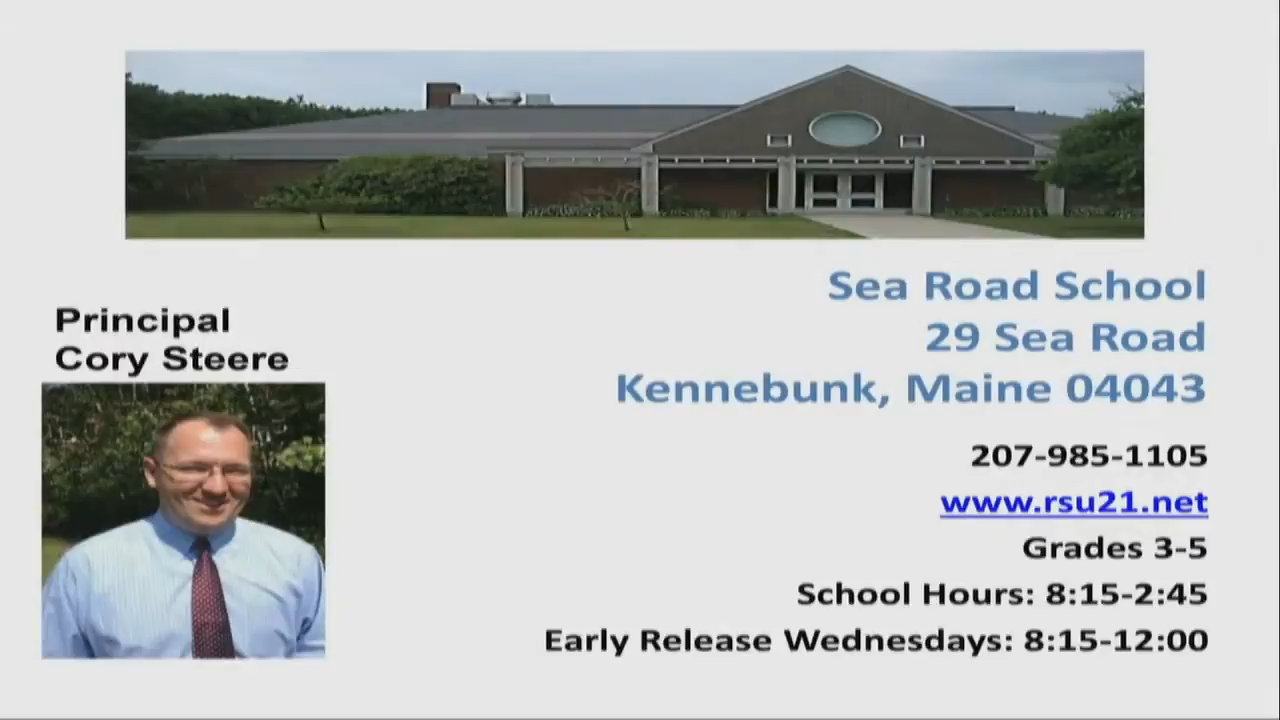 Sea Road School
29 Sea Road
Kennebunk, Maine 04043
Principal
Cory Steere
207-985-1105
www.rsu21.net
Grades 3-5
School Hours: 8:15-2:45
Early Release Wednesdays: 8:15-12:00